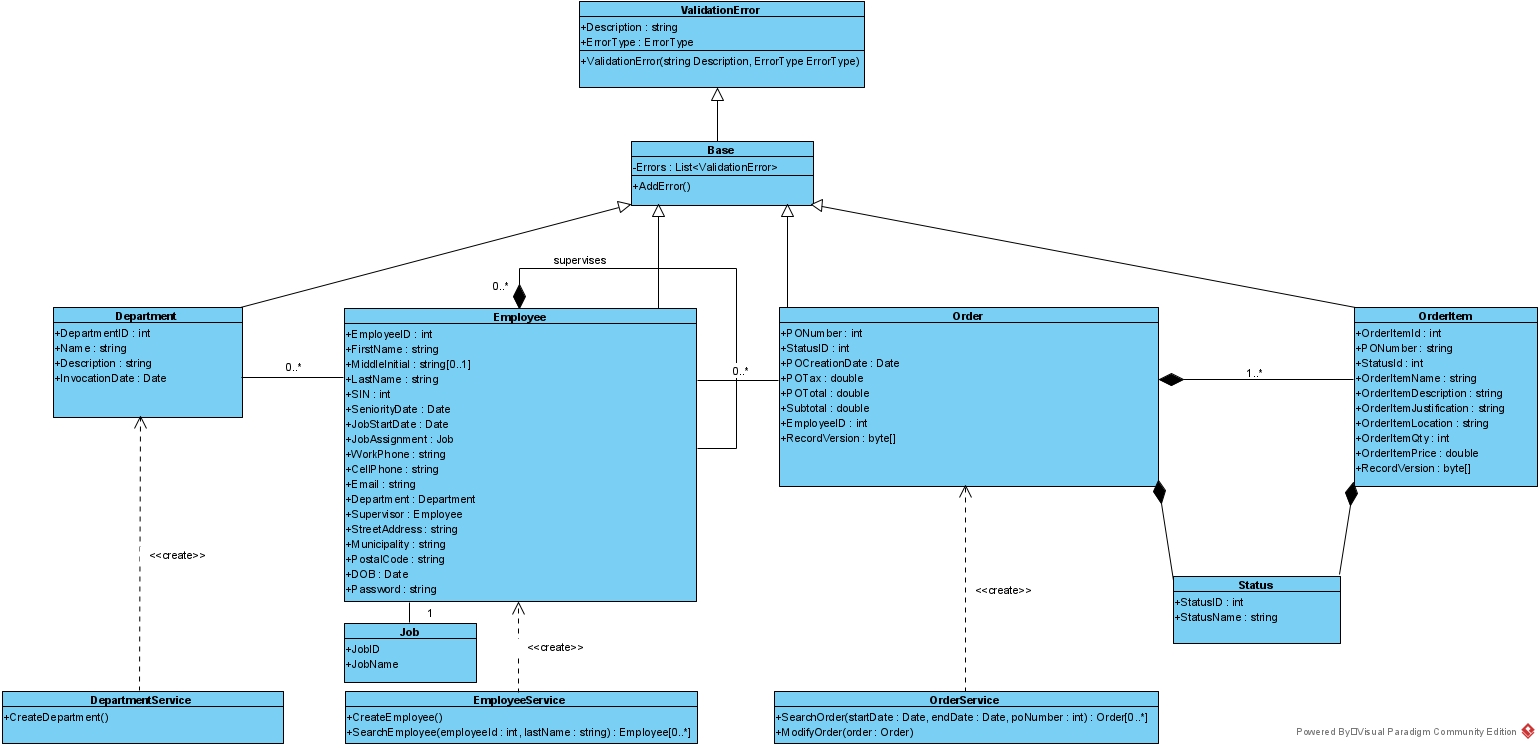 ValidationError
+Description : string
+ErrorType : ErrorType
+ValidationError(string Description, ErrorType ErrorType)
Base
-Errors : List<ValidationError>
+AddError()
supervises
0..*
Department
+DepartmentID : int
+Name : string
+Description : string
+InvocationDate : Date
0..*
Employee
+EmployeeID : int
+FirstName : string
+MiddleInitial : string[0..1]
+LastName : string
+SIN : int
+SeniorityDate : Date
+JobStartDate : Date
+JobAssignment : Job
+WorkPhone : string
+CellPhone : string
+Email : string
+Department : Department
+Supervisor : Employee
+StreetAddress : string
+Municipality : string
+PostalCode : string
+DOB : Date
+Password : string
0..*
Order
+PONumber : int
+StatusID : int
+POCreationDate : Date
+POTax : double
+POTotal : double
+Subtotal : double
+EmployeeID : int
+RecordVersion : byte[]
1..*
OrderItem
+OrderItemId : int
+PONumber : string
+StatusId : int
+OrderItemName : string
+OrderItemDescription : string
+OrderItemJustification : string
+OrderItemLocation : string
+OrderItemQty : int
+OrderItemPrice : double
+RecordVersion : byte[]
<<create>>
1
Job
+JobID
+JobName
<<create>>
<<create>>
Status
+StatusID : int
+StatusName : string
DepartmentService
+CreateDepartment()
EmployeeService
+CreateEmployee()
+SearchEmployee(employeeId : int, lastName : string) : Employee[0..*]
OrderService
+SearchOrder(startDate : Date, endDate : Date, poNumber : int) : Order[0..*]
+ModifyOrder(order : Order)
Powered By Visual Paradigm Community Edition